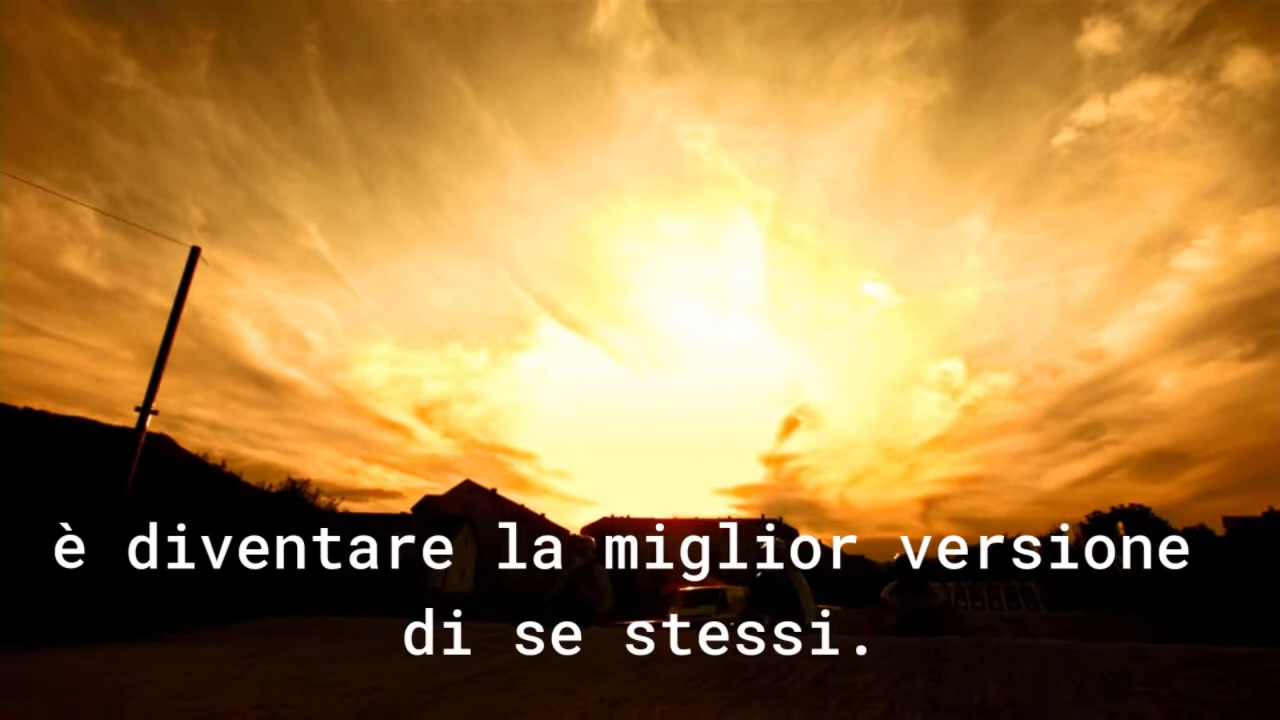 è diventare la miglior versione
di se stessi.